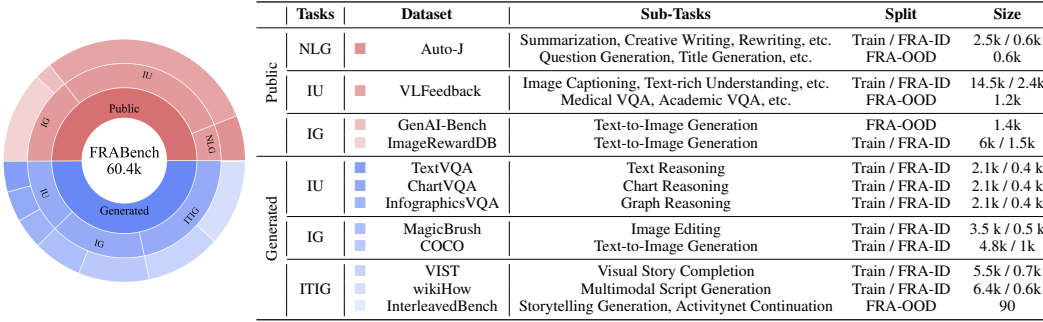 IU
Public
IG
NLG
FRABench
60.4k
IU
Generated
ITIG
IG
Tasks Dataset Sub-Tasks Split Size
Public
NLG Auto-J Summarization, Creative Writing, Rewriting, etc. Train / FRA-ID 2.5k / 0.6k
Question Generation, Title Generation, etc. FRA-OOD 0.6k
IU VLFeedback Image Captioning, Text-rich Understanding, etc. Train / FRA-ID 14.5k / 2.4k
Medical VQA, Academic VQA, etc. FRA-OOD 1.2k
IG GenAI-Bench Text-to-Image Generation FRA-OOD 1.4k
ImageRewardDB Text-to-Image Generation Train / FRA-ID 6k / 1.5k
Generated
IU TextVQA Text Reasoning Train / FRA-ID 2.1k / 0.4 k
ChartVQA Chart Reasoning Train / FRA-ID 2.1k / 0.4 k
InfographicsVQA Graph Reasoning Train / FRA-ID 2.1k / 0.4 k
IG MagicBrush Image Editing Train / FRA-ID 3.5 k / 0.5 k
COCO Text-to-Image Generation Train / FRA-ID 4.8k / 1k
ITIG VIST Visual Story Completion Train / FRA-ID 5.5k / 0.7k
wikiHow Multimodal Script Generation Train / FRA-ID 6.4k / 0.6k
InterleavedBench Storytelling Generation, Activitynet Continuation FRA-OOD 90